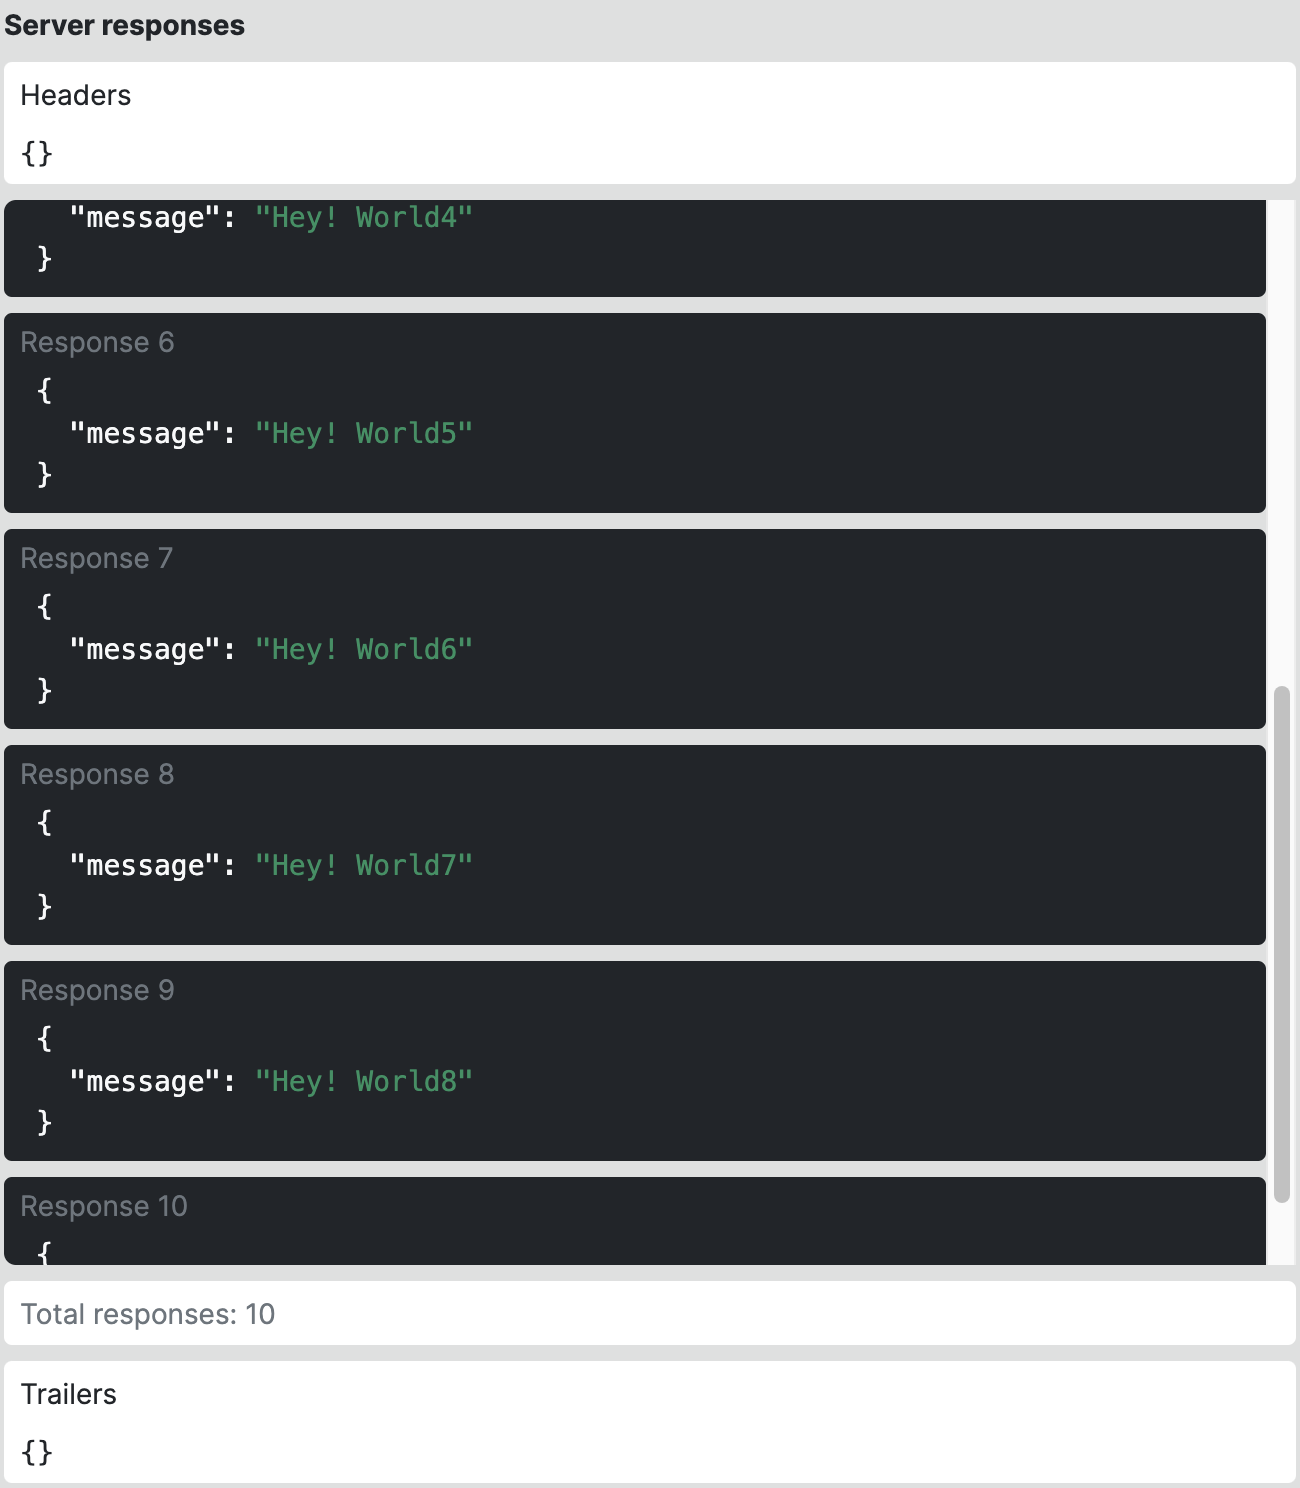 Server responses
Headers
{}
"message": "Hey! World4"
}
Response 6
{
"message": "Hey! World5"
}
Response 7
{
"message": "Hey! World6"
}
Response 8
{
"message": "Hey! World7"
}
Response 9
{
"message": "Hey! World8"
}
Response 10
{
Total responses: 10
Trailers
{}